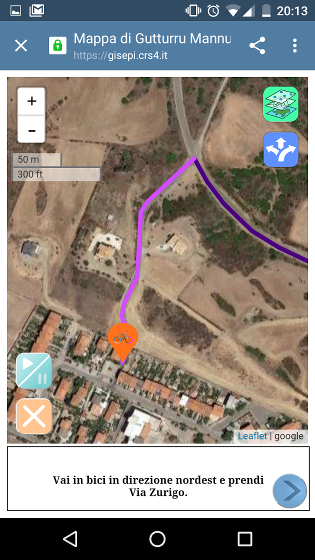 20:13
Mappa di Gutturru Mannu
https://gisepi.crs4.it
+
-
50 m
300 ft
Leaflet | google
Vai in bici in direzione nordest e prendi
Via Zurigo.